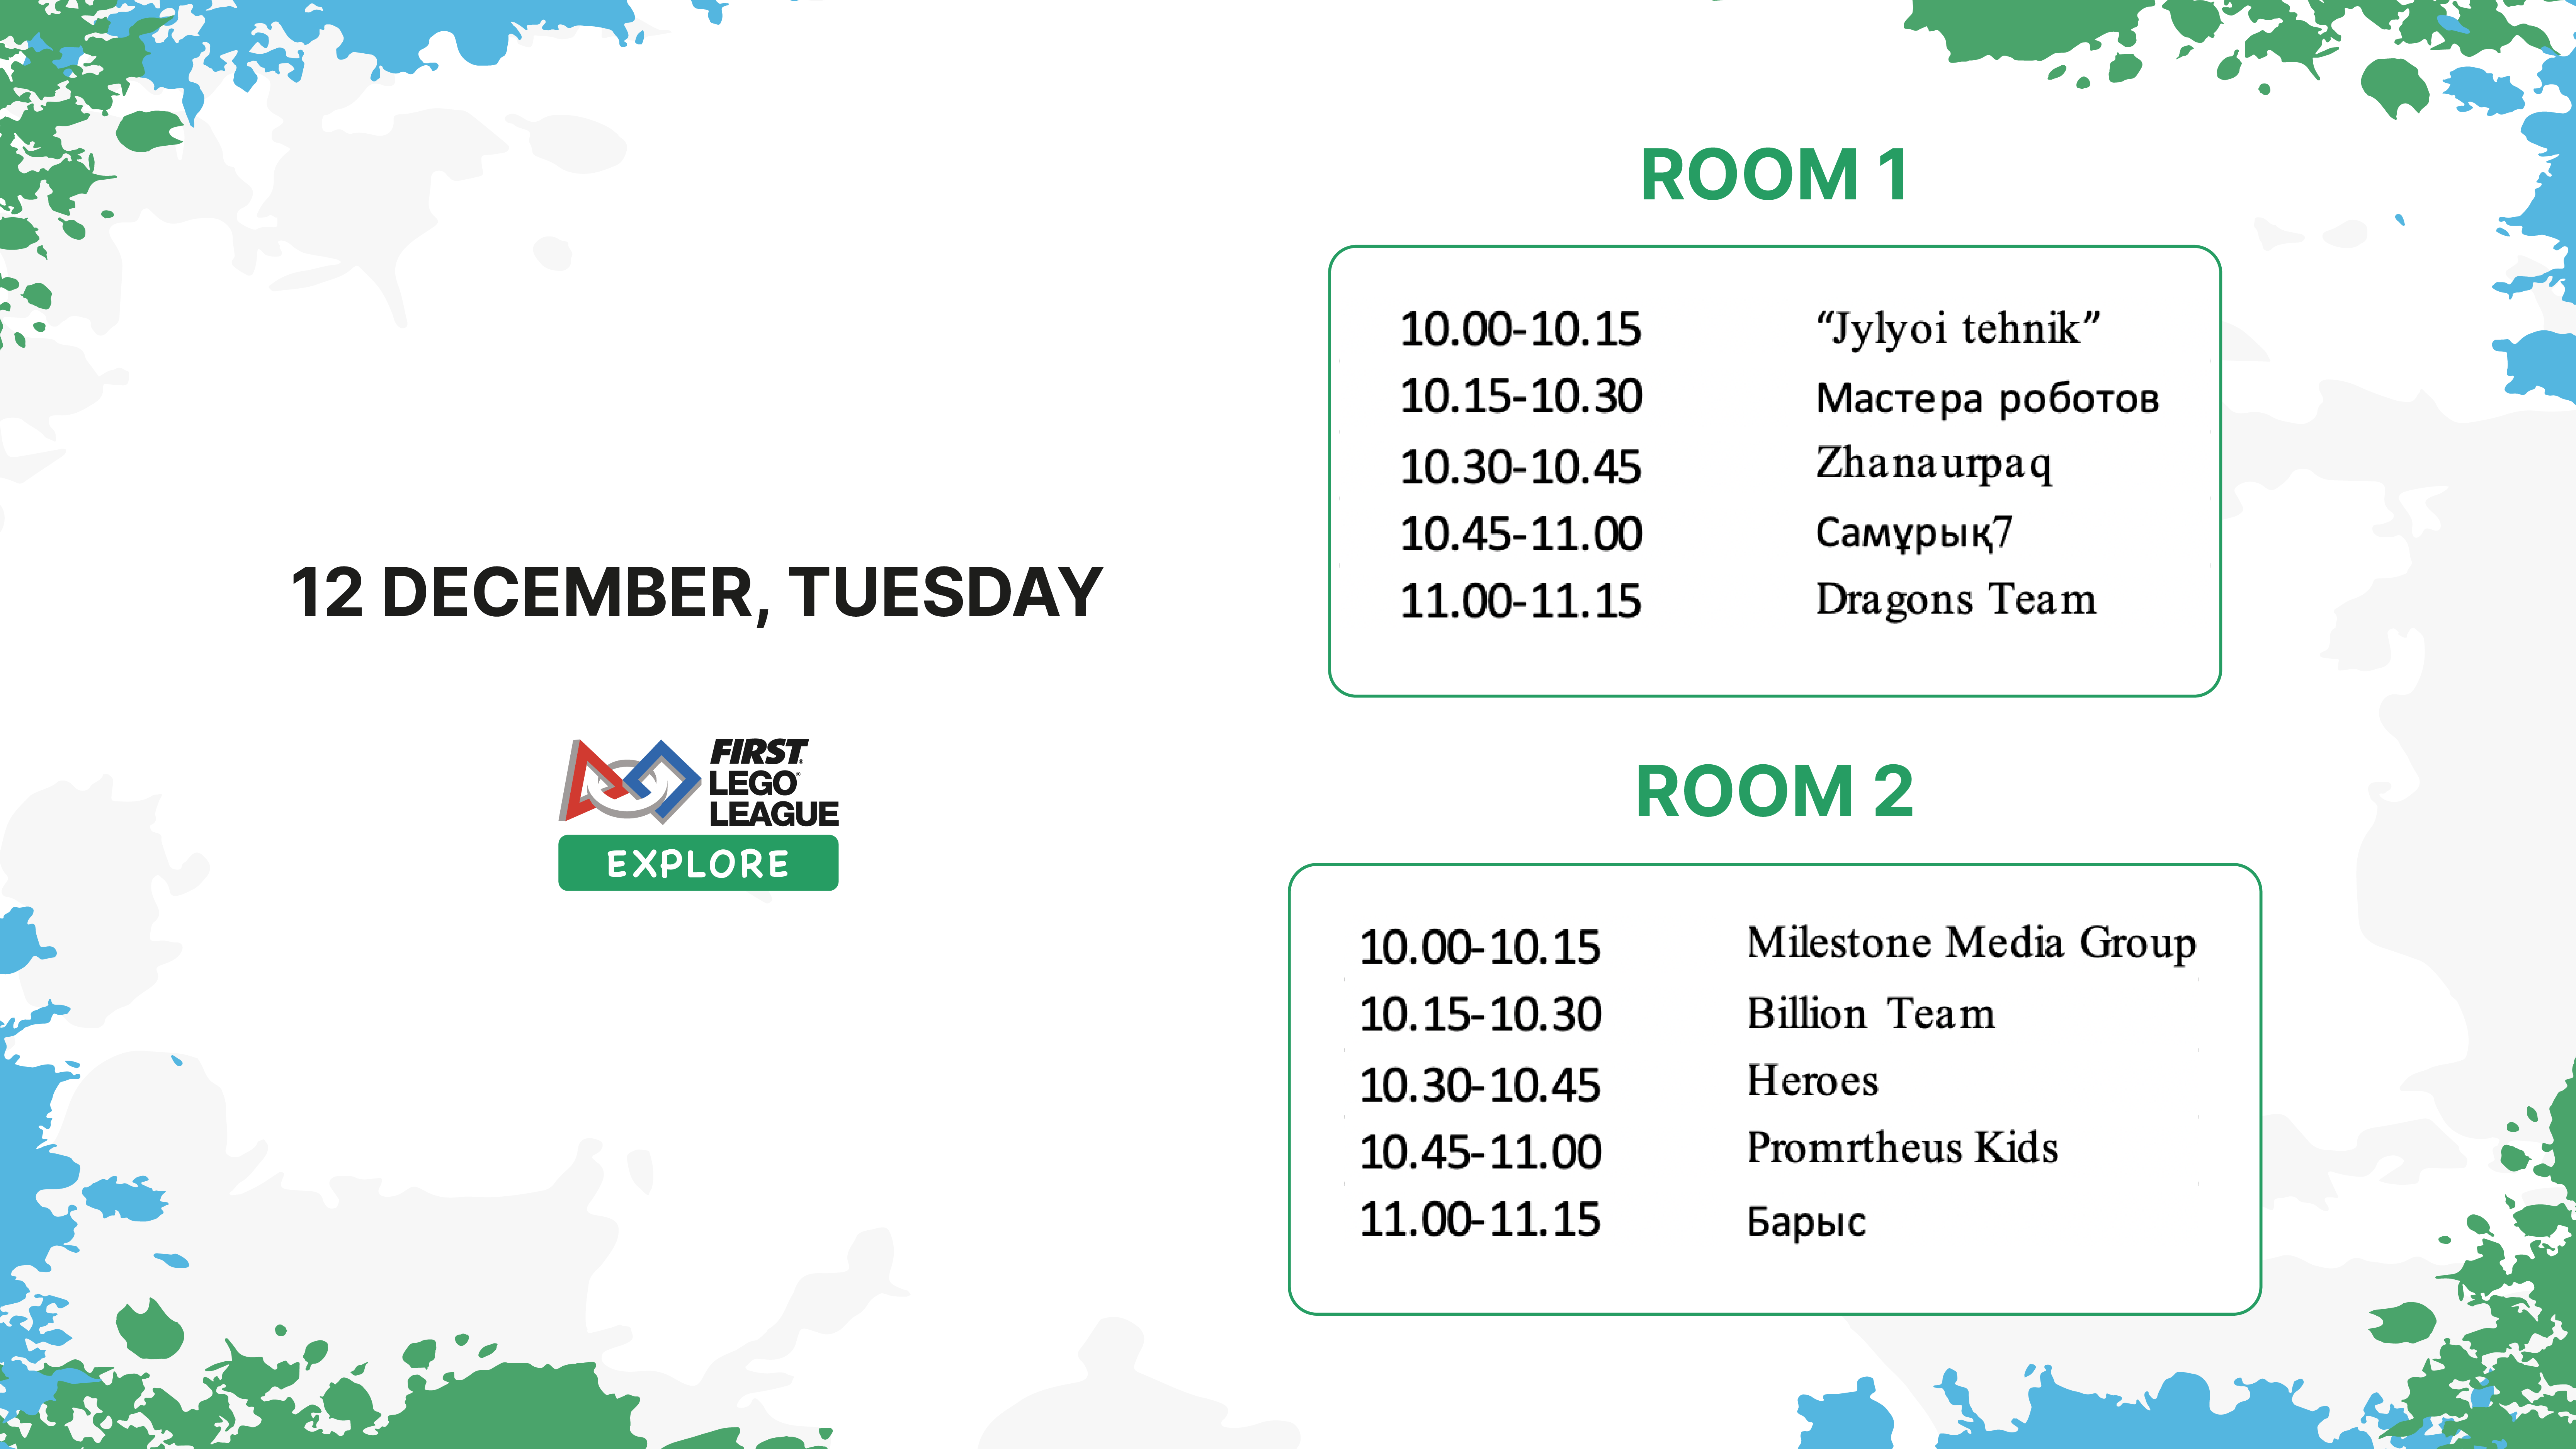 12 DECEMBER, TUESDAY
FIRST
LEGO
LEAGUE
EXPLORE
ROOM 1
10.00-10.15 “Jylyoi tehnik”
10.15-10.30 Мастера роботов
10.30-10.45 Zhanaurpaq
10.45-11.00 Самұрық7
11.00-11.15 Dragons Team
ROOM 2
10.00-10.15 Milestone Media Group
10.15-10.30 Billion Team
10.30-10.45 Heroes
10.45-11.00 Promrtheus Kids
11.00-11.15 Барыс